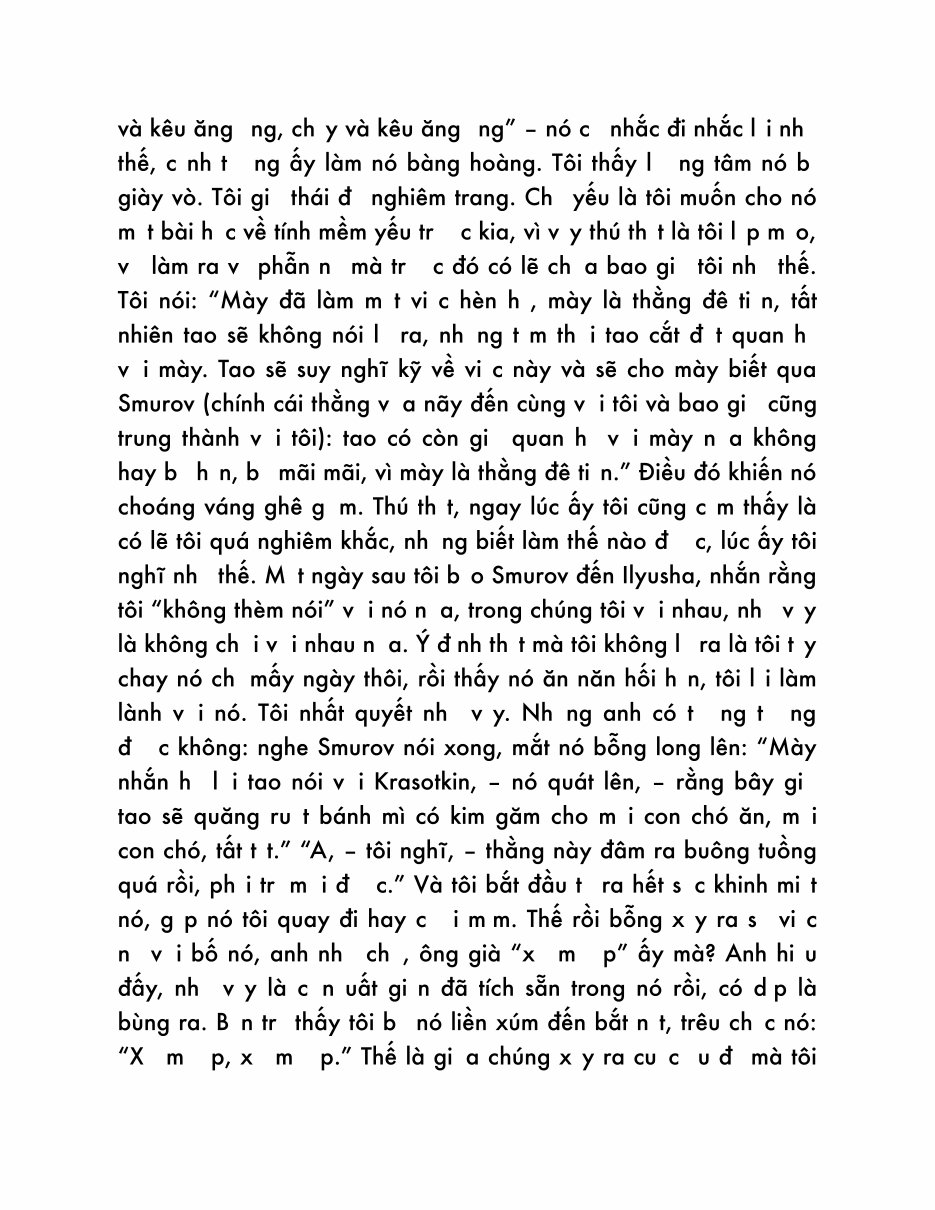 và kêu ăng ng, ch y và kêu ăng ng” – nó c nhắc đi nhắc l i nh
thế, c nh t ng ấy làm nó bàng hoàng. Tôi thấy l ng tâm nó b
giày vò. Tôi gi thái đ nghiêm trang. Ch yếu là tôi muốn cho nó
m t bài h c về tính mềm yếu tr c kia, vì v y thú th t là tôi l p m o,
v làm ra v phẫn n mà tr c đó có lẽ ch a bao gi tôi nh thế.
Tôi nói: “Mày đã làm m t vi c hèn h , mày là thằng đê ti n, tất
nhiên tao sẽ không nói l ra, nh ng t m th i tao cắt đ t quan h
v i mày. Tao sẽ suy nghĩ kỹ về vi c này và sẽ cho mày biết qua
Smurov (chính cái thằng v a nãy đến cùng v i tôi và bao gi cũng
trung thành v i tôi): tao có còn gi quan h v i mày n a không
hay b h n, b mãi mãi, vì mày là thằng đê ti n.” Điều đó khiến nó
choáng váng ghê g m. Thú th t, ngay lúc ấy tôi cũng c m thấy là
có lẽ tôi quá nghiêm khắc, nh ng biết làm thế nào đ c, lúc ấy tôi
nghĩ nh thế. M t ngày sau tôi b o Smurov đến Ilyusha, nhắn rằng
tôi “không thèm nói” v i nó n a, trong chúng tôi v i nhau, nh v y
là không ch i v i nhau n a. Ý đ nh th t mà tôi không l ra là tôi t y
chay nó ch mấy ngày thôi, rồi thấy nó ăn năn hối h n, tôi l i làm
lành v i nó. Tôi nhất quyết nh v y. Nh ng anh có t ng t ng
đ c không: nghe Smurov nói xong, mắt nó bỗng long lên: “Mày
nhắn h l i tao nói v i Krasotkin, – nó quát lên, – rằng bây gi
tao sẽ quăng ru t bánh mì có kim găm cho m i con chó ăn, m i
con chó, tất t t.” “A, – tôi nghĩ, – thằng này đâm ra buông tuồng
quá rồi, ph i tr m i đ c.” Và tôi bắt đầu t ra hết s c khinh mi t
nó, g p nó tôi quay đi hay c i m m. Thế rồi bỗng x y ra s vi c
n v i bố nó, anh nh ch , ông già “x m p” ấy mà? Anh hi u
đấy, nh v y là c n uất gi n đã tích sẵn trong nó rồi, có d p là
bùng ra. B n tr thấy tôi b nó liền xúm đến bắt n t, trêu ch c nó:
“X m p, x m p.” Thế là gi a chúng x y ra cu c u đ mà tôi